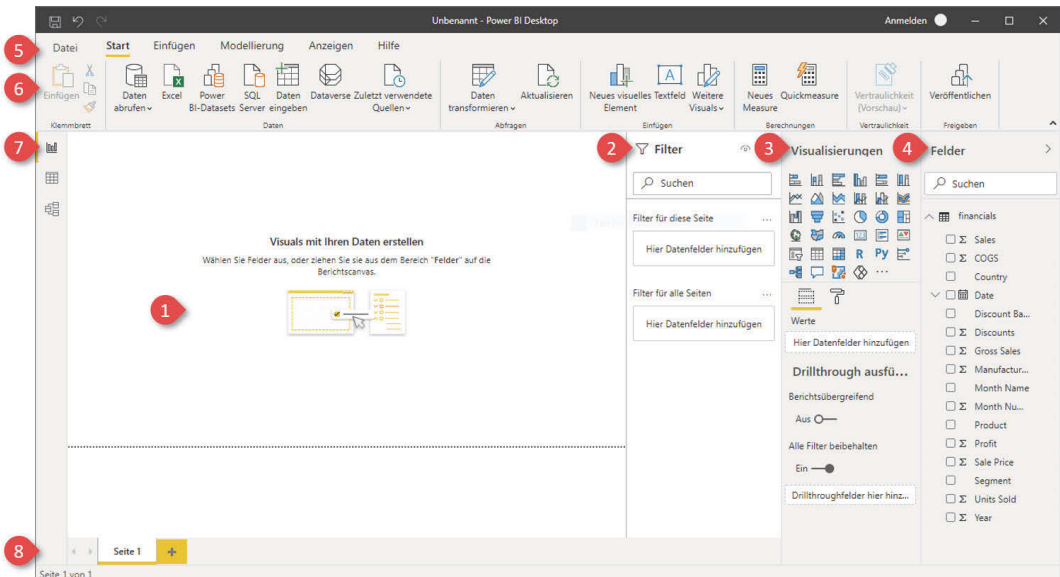 Unbenannt - Power BI Desktop
Anmelden
5
Datei Start Einfügen Modellierung Anzeigen Hilfe
6
Einfügen
Klemmbrett
Daten abrufen
Excel
Power BI-Datasets
SQL Server
Daten eingeben
Dataverse
Zuletzt verwendete Quellen
Daten
Daten transformieren
Aktualisieren
Abfragen
Neues visuelles Element
Textfeld
Weitere Visuals
Einfügen
Neues Measure
Quickmeasure
Berechnungen
Vertraulichkeit (Vorschau)
Vertraulichkeit
Veröffentlichen
Freigeben
7
Visuals mit Ihren Daten erstellen
Wählen Sie Felder aus, oder ziehen Sie sie aus dem Bereich "Felder" auf die
Berichtscanvas.
1
2
Filter
Suchen
Filter für diese Seite ...
Hier Datenfelder hinzufügen
Filter für alle Seiten ...
Hier Datenfelder hinzufügen
3
Visualisierungen
R Py
...
Werte
Hier Datenfelder hinzufügen
Drillthrough ausfü...
Berichtsübergreifend
Aus
Alle Filter beibehalten
Ein
Drillthroughfelder hier hinz...
4
Felder
Suchen
financials
Σ Sales
Σ COGS
Country
Date
Discount Ba...
Σ Discounts
Σ Gross Sales
Σ Manufactur...
Month Name
Σ Month Nu...
Product
Σ Profit
Σ Sale Price
Segment
Σ Units Sold
Σ Year
8
Seite 1 +
Seite 1 von 1